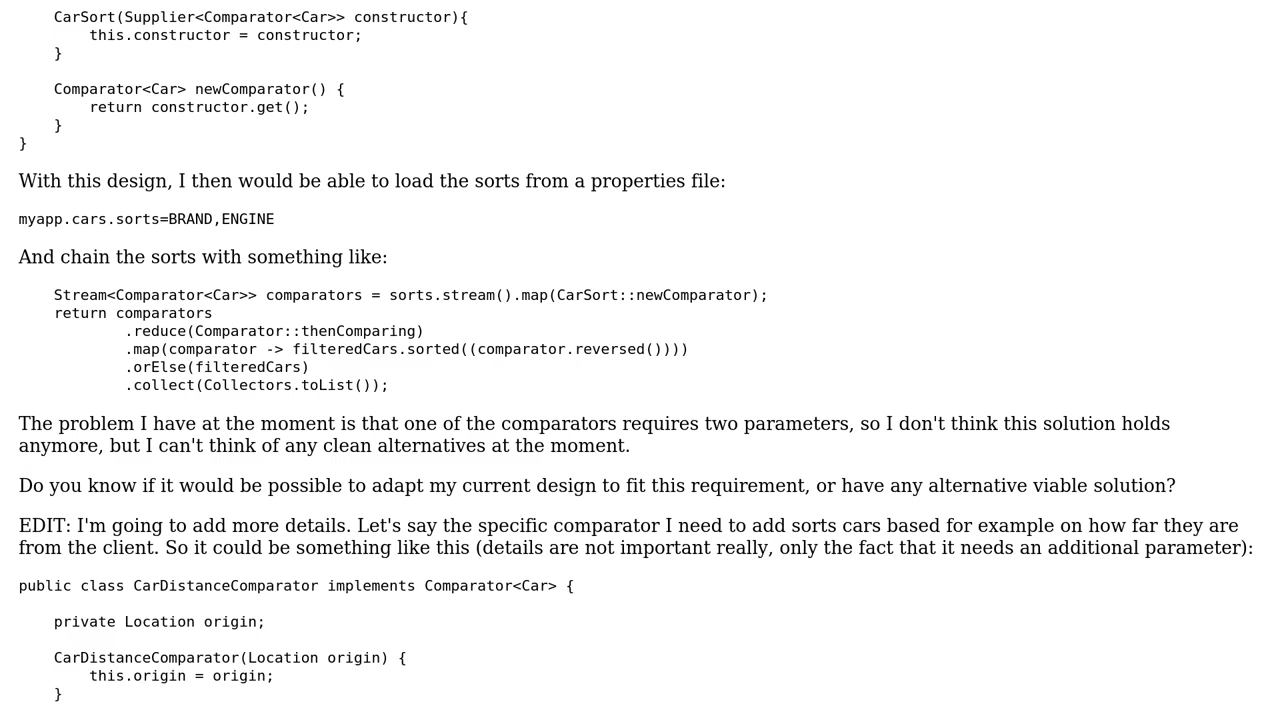 CarSort(Supplier<Comparator<Car>> constructor){
        this.constructor = constructor;
    }

    Comparator<Car> newComparator() {
        return constructor.get();
    }
}
With this design, I then would be able to load the sorts from a properties file:
myapp.cars.sorts=BRAND,ENGINE
And chain the sorts with something like:
    Stream<Comparator<Car>> comparators = sorts.stream().map(CarSort::newComparator);
    return comparators
            .reduce(Comparator::thenComparing)
            .map(comparator -> filteredCars.sorted((comparator.reversed())))
            .orElse(filteredCars)
            .collect(Collectors.toList());
The problem I have at the moment is that one of the comparators requires two parameters, so I don't think this solution holds
anymore, but I can't think of any clean alternatives at the moment.
Do you know if it would be possible to adapt my current design to fit this requirement, or have any alternative viable solution?
EDIT: I'm going to add more details. Let's say the specific comparator I need to add sorts cars based for example on how far they are
from the client. So it could be something like this (details are not important really, only the fact that it needs an additional parameter):
public class CarDistanceComparator implements Comparator<Car> {

    private Location origin;

    CarDistanceComparator(Location origin) {
        this.origin = origin;
    }